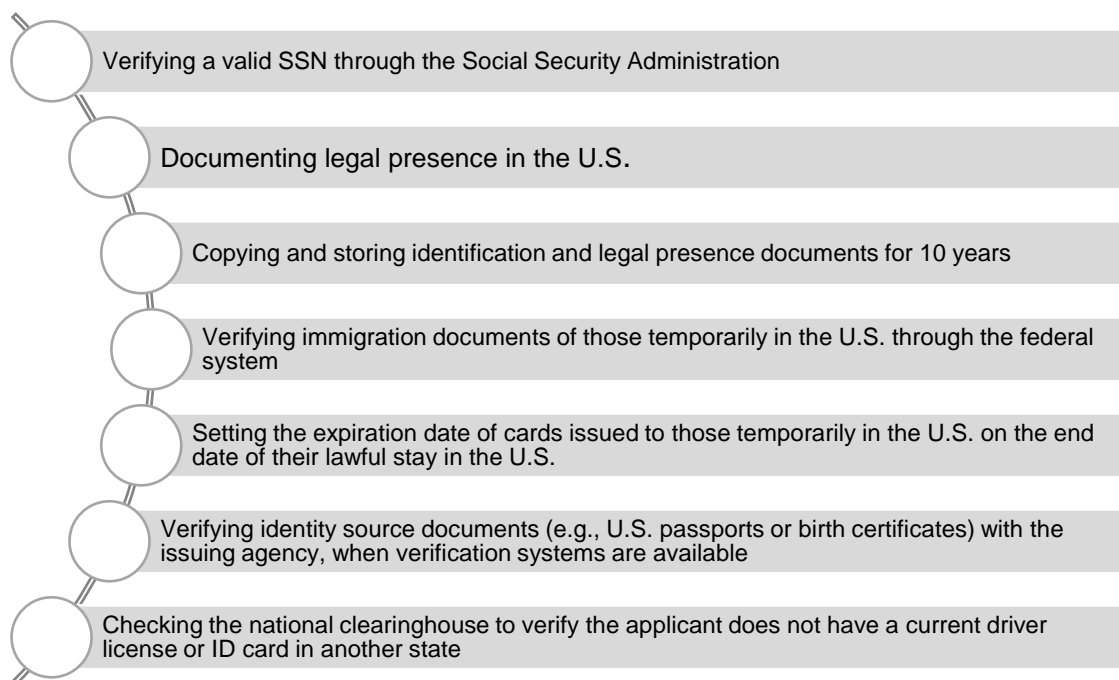 Verifying a valid SSN through the Social Security Administration
Documenting legal presence in the U.S.
Copying and storing identification and legal presence documents for 10 years
Verifying immigration documents of those temporarily in the U.S. through the federal
system
Setting the expiration date of cards issued to those temporarily in the U.S. on the end
date of their lawful stay in the U.S.
Verifying identity source documents (e.g., U.S. passports or birth certificates) with the
issuing agency, when verification systems are available
Checking the national clearinghouse to verify the applicant does not have a current driver
license or ID card in another state